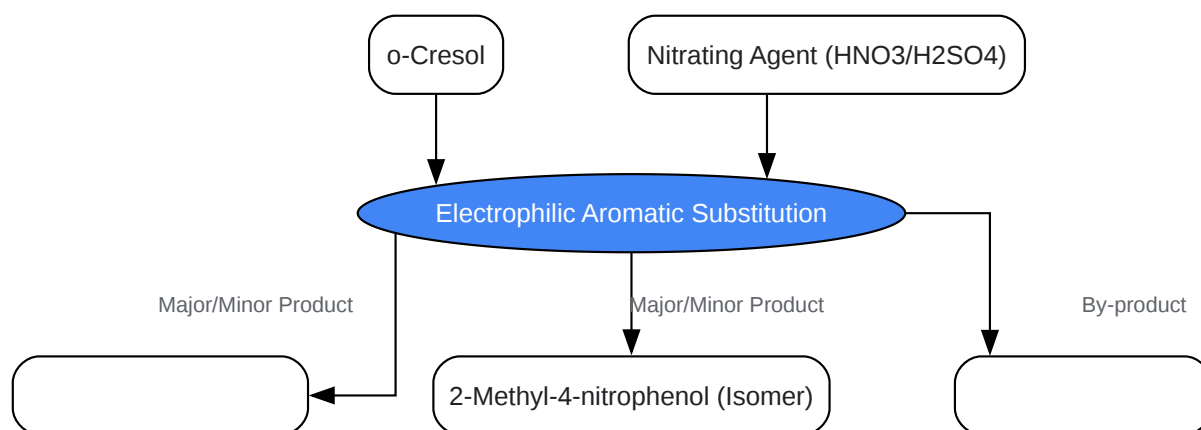 o-Cresol
Nitrating Agent (HNO3/H2SO4)
Electrophilic Aromatic Substitution
Major/Minor Product
Major/Minor Product
By-product
2-Methyl-4-nitrophenol (Isomer)